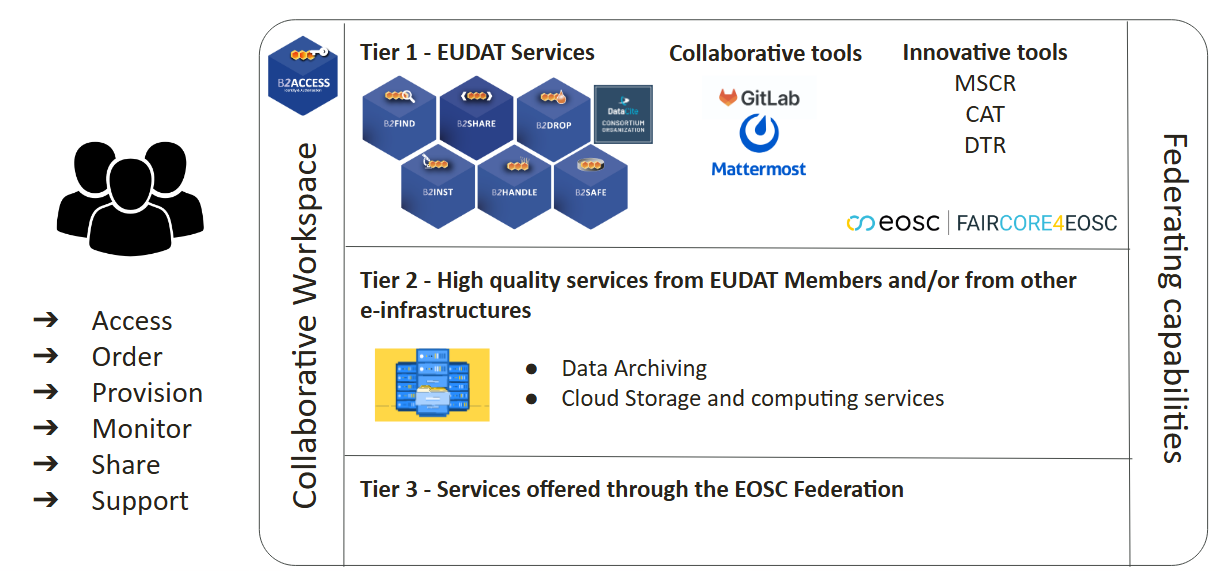 B2ACCESS
Collaborative Workspace
Tier 1 - EUDAT Services
B2FIND
B2SHARE
B2DROP
DataCite
CONSORTIUM
ORGANIZATION
B2INST
B2HANDLE
B2SAFE
Collaborative tools
GitLab
Mattermost
Innovative tools
MSCR
CAT
DTR
eosc | FAIRCORE4EOSC
Tier 2 - High quality services from EUDAT Members and/or from other
e-infrastructures
● Data Archiving
● Cloud Storage and computing services
Tier 3 - Services offered through the EOSC Federation
Federating capabilities
➔ Access
➔ Order
➔ Provision
➔ Monitor
➔ Share
➔ Support